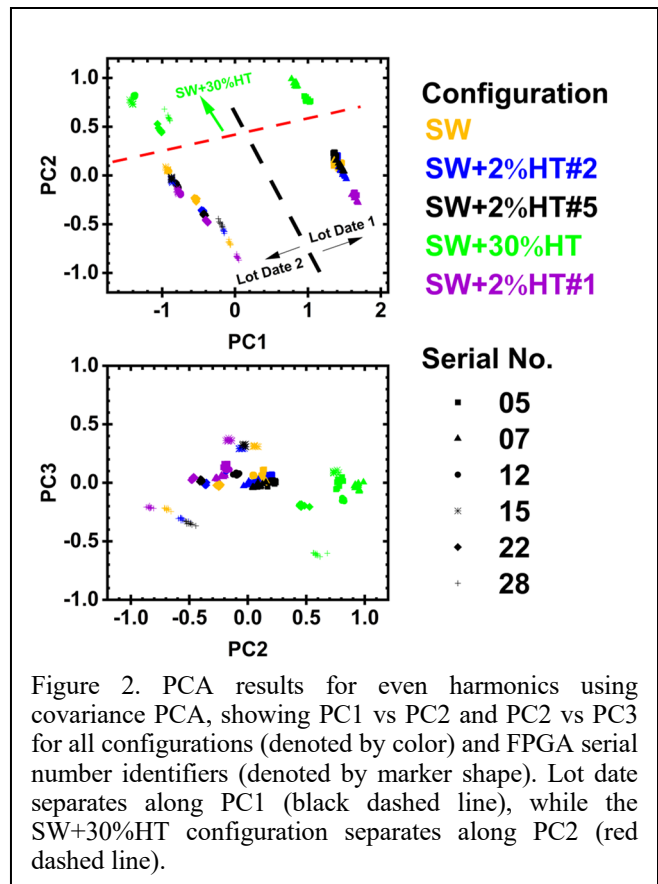 1.0
0.5
0.0
-0.5
-1.0
PC2
SW+30%HT
Lot Date 1
Lot Date 2
-1
0
1
2
PC1
Configuration
SW
SW+2%HT#2
SW+2%HT#5
SW+30%HT
SW+2%HT#1
1.0
0.5
0.0
-0.5
-1.0
PC3
-1.0
-0.5
0.0
0.5
1.0
PC2
Serial No.
05
07
12
15
22
28
Figure 2. PCA results for even harmonics using
covariance PCA, showing PC1 vs PC2 and PC2 vs PC3
for all configurations (denoted by color) and FPGA serial
number identifiers (denoted by marker shape). Lot date
separates along PC1 (black dashed line), while the
SW+30%HT configuration separates along PC2 (red
dashed line).